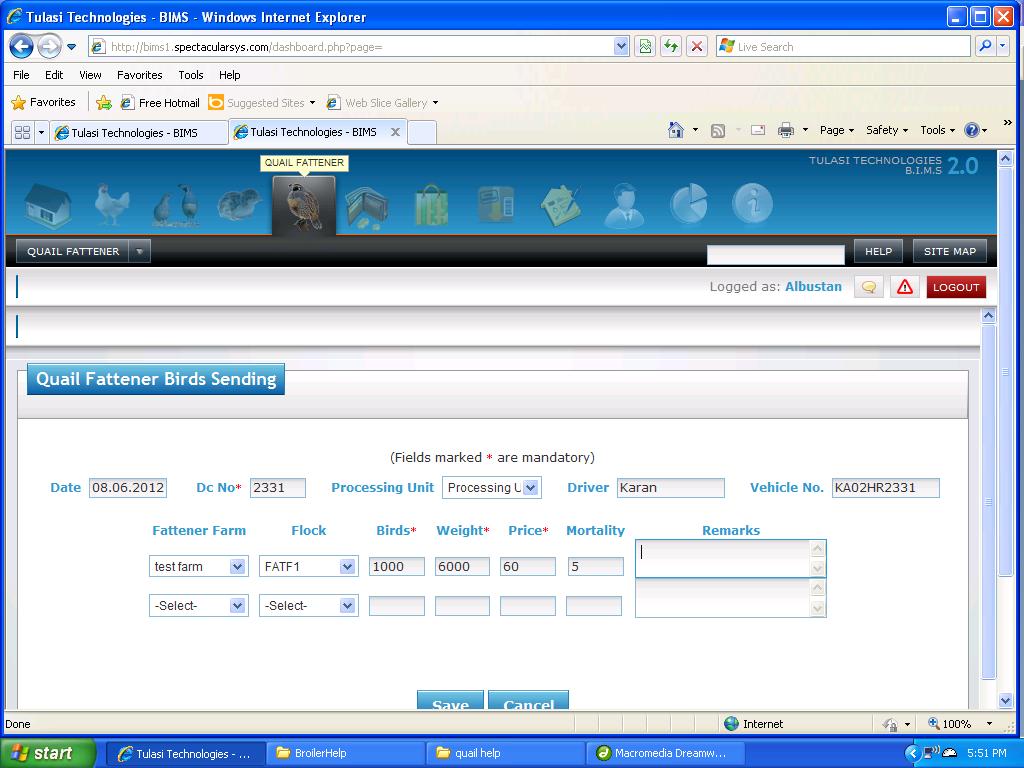 Tulasi Technologies - BIMS - Windows Internet Explorer
http://bims1.spectacularsys.com/dashboard.php?page=
Live Search
File Edit View Favorites Tools Help
Favorites Free Hotmail Suggested Sites Web Slice Gallery
Tulasi Technologies - BIMS Tulasi Technologies - BIMS Page Safety Tools
QUAIL FATTENER
TULASI TECHNOLOGIES
B.I.M.S 2.0
QUAIL FATTENER HELP SITE MAP
Logged as: Albustan LOGOUT
Quail Fattener Birds Sending
(Fields marked * are mandatory)
Date 08.06.2012 Dc No* 2331 Processing Unit Processing U Driver Karan Vehicle No. KA02HR2331
Fattener Farm Flock Birds* Weight* Price* Mortality Remarks
test farm FATF1 1000 6000 60 5
-Select- -Select-
Save Cancel
Done Internet 100%
start Tulasi Technologies - ... BroilerHelp quail help Macromedia Dreamw... 5:51 PM